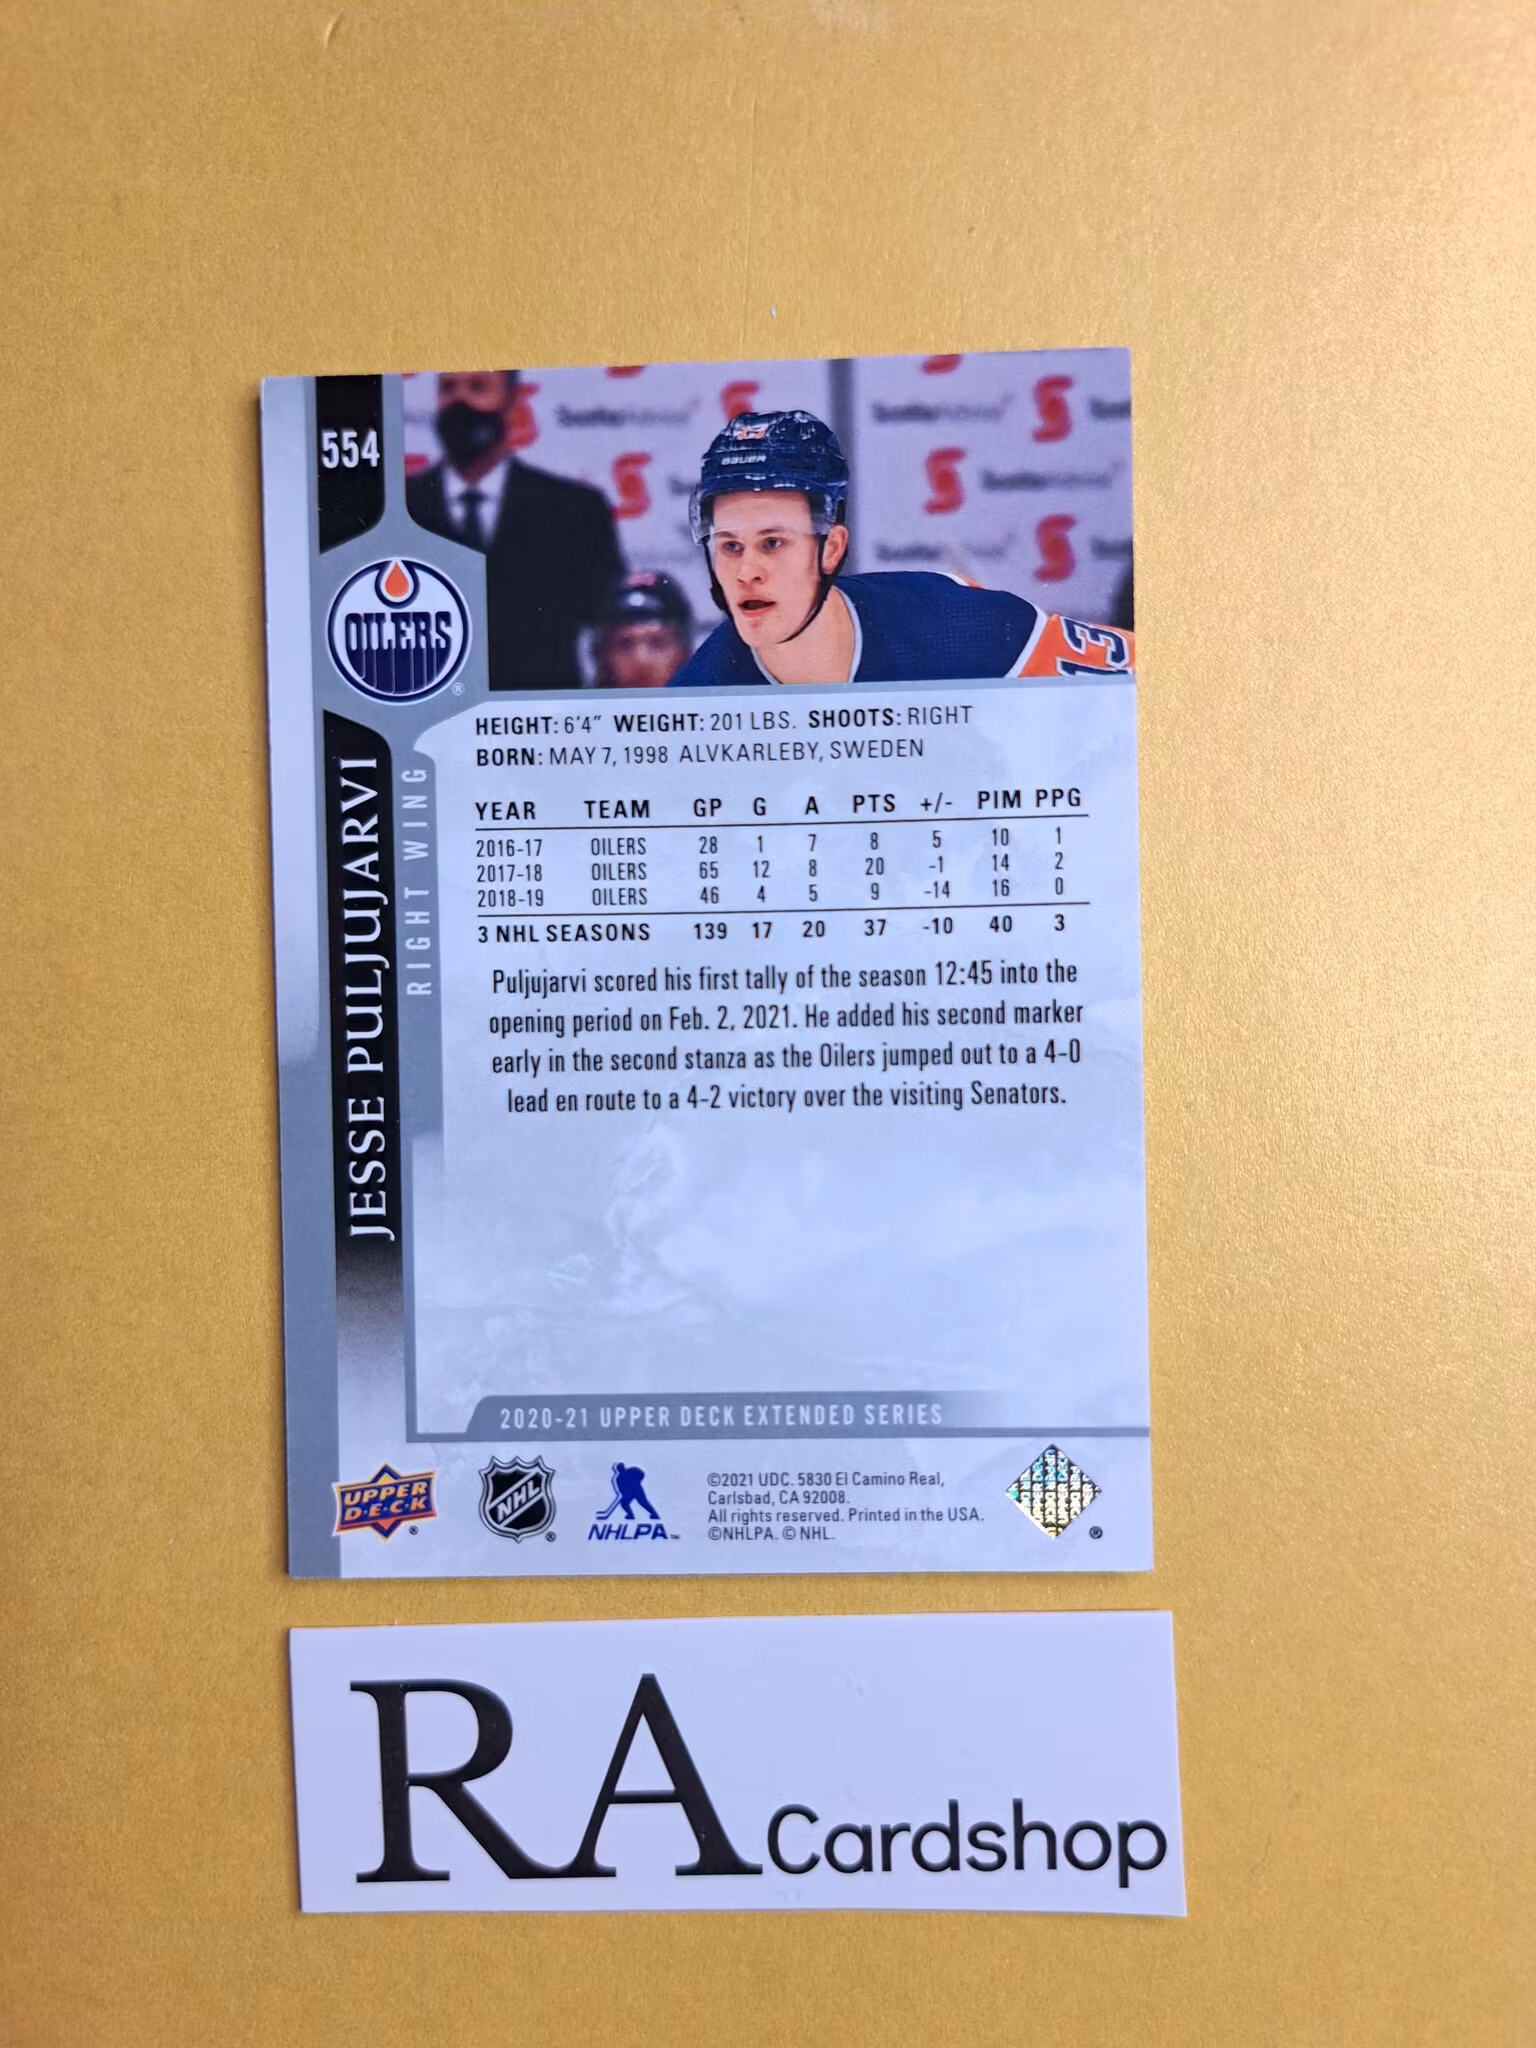 554
BAUER
OILERS
13
HEIGHT: 6'4" WEIGHT: 201 LBS. SHOOTS: RIGHT
BORN: MAY 7, 1998 ALVKARLEBY, SWEDEN
JESSE PULJUJARVI
RIGHT WING
YEAR TEAM GP G A PTS +/- PIM PPG
2016-17 OILERS 28 1 7 8 5 10 1
2017-18 OILERS 65 12 8 20 -1 14 2
2018-19 OILERS 46 4 5 9 -14 16 0
3 NHL SEASONS 139 17 20 37 -10 40 3
Puljujarvi scored his first tally of the season 12:45 into the
opening period on Feb. 2, 2021. He added his second marker
early in the second stanza as the Oilers jumped out to a 4-0
lead en route to a 4-2 victory over the visiting Senators.
2020-21 UPPER DECK EXTENDED SERIES
UPPER
D·E·C·K
NHL
NHLPA™
©2021 UDC. 5830 El Camino Real,
Carlsbad, CA 92008.
All rights reserved. Printed in the USA.
©NHLPA. © NHL.
RA Cardshop